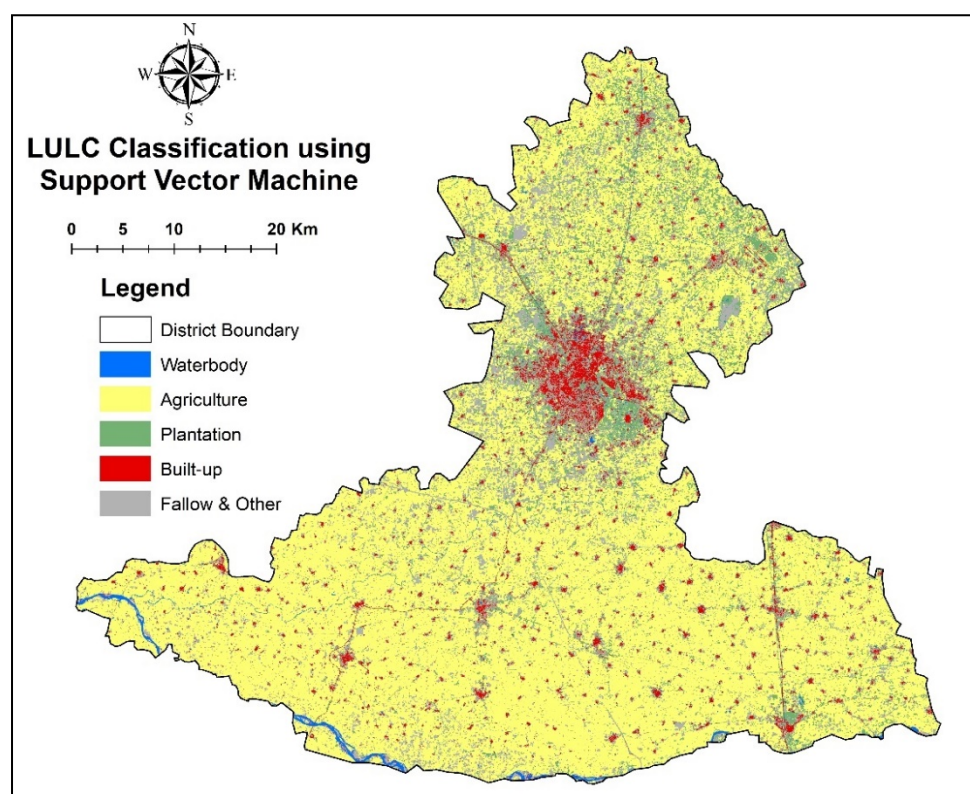 N
W E
S
LULC Classification using
Support Vector Machine
0 5 10 20 Km
Legend
District Boundary
Waterbody
Agriculture
Plantation
Built-up
Fallow & Other